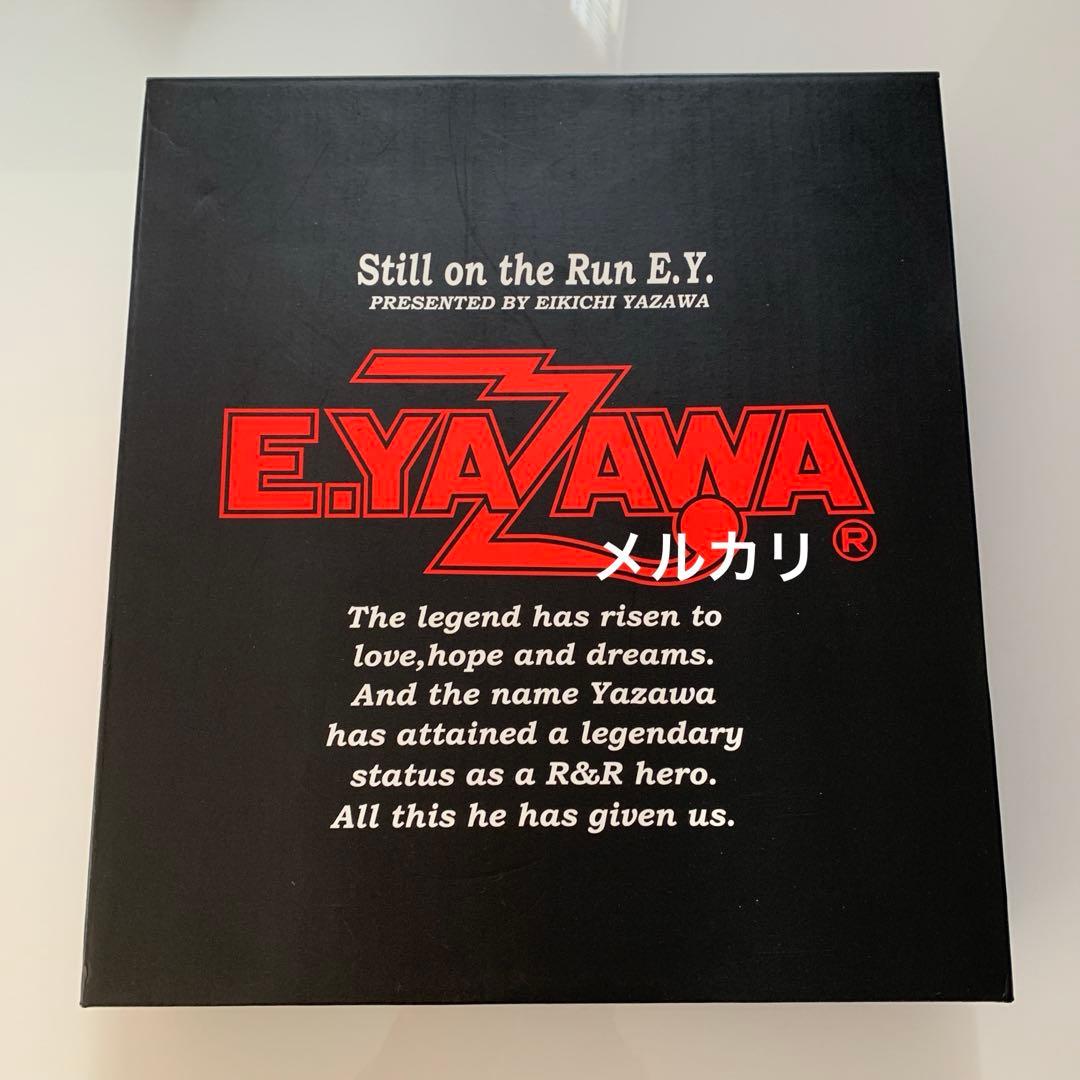 Still on the Run E.Y.
PRESENTED BY EIKICHI YAZAWA
E.YAZAWA
メルカリ ®
The legend has risen to
love,hope and dreams.
And the name Yazawa
has attained a legendary
status as a R&R hero.
All this he has given us.